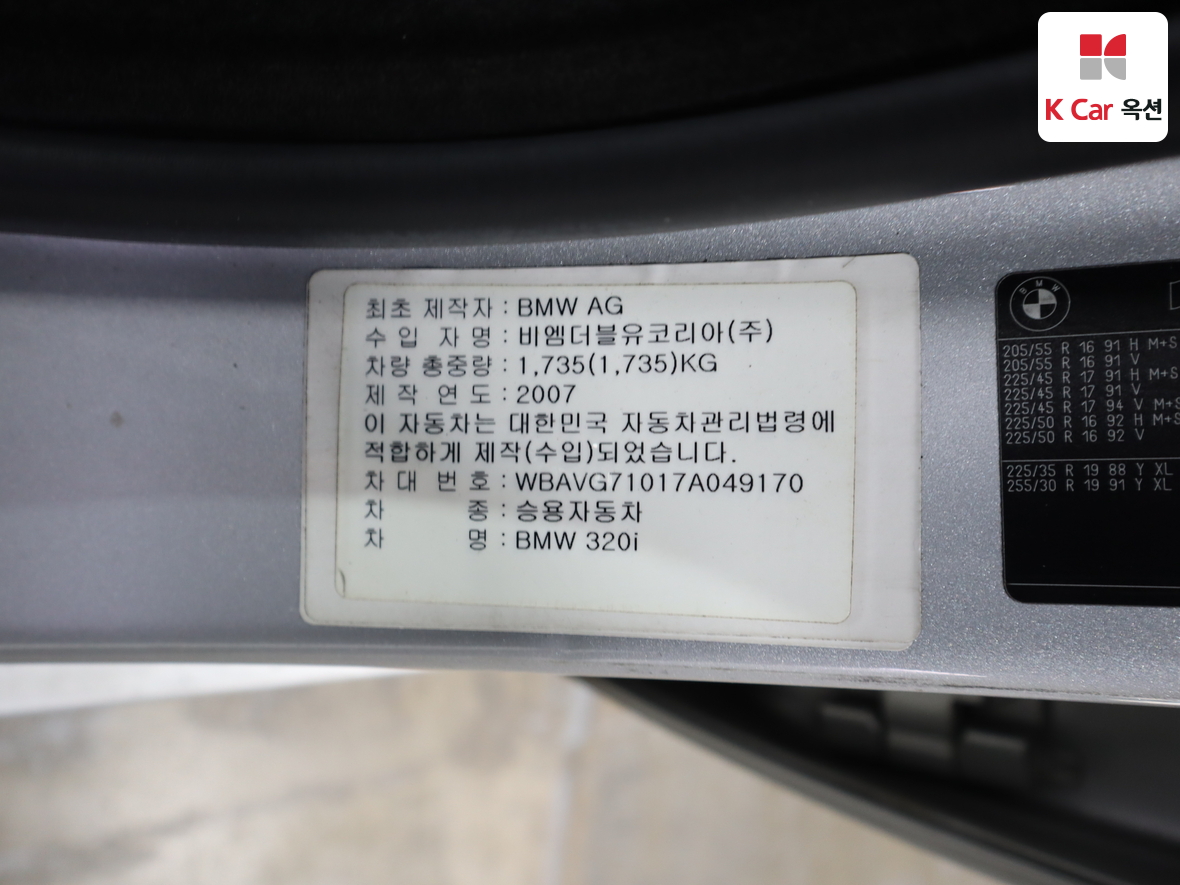 K Car 옥션
최초 제작자 : BMW AG
수 입 자 명 : 비엠더블유코리아(주)
차량 총중량 : 1,735(1,735)KG
제 작 연 도 : 2007
이 자동차는 대한민국 자동차관리법령에
적합하게 제작(수입)되었습니다.
차 대 번 호 : WBAVG71017A049170
차 종 : 승용자동차
차 명 : BMW 320i
BMW
205/55 R 16 91 H M+S
205/55 R 16 91 V
225/45 R 17 91 H M+S
225/45 R 17 91 V
225/45 R 17 94 V M+S
225/50 R 16 92 H M+S
225/50 R 16 92 V
225/35 R 19 88 Y XL
255/30 R 19 91 Y XL